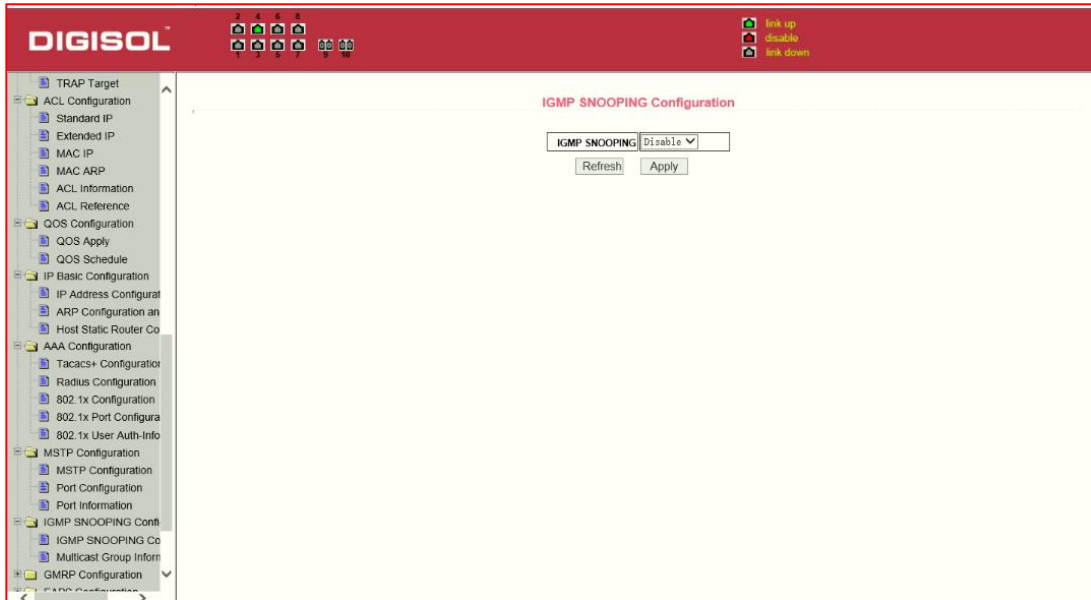 DIGISOL
2 4 6 8
1 3 5 7 9 10
link up
disable
link down
TRAP Target
ACL Configuration
Standard IP
Extended IP
MAC IP
MAC ARP
ACL Information
ACL Reference
QOS Configuration
QOS Apply
QOS Schedule
IP Basic Configuration
IP Address Configurat
ARP Configuration an
Host Static Router Co
AAA Configuration
Tacacs+ Configuration
Radius Configuration
802.1x Configuration
802.1x Port Configura
802.1x User Auth-Info
MSTP Configuration
MSTP Configuration
Port Configuration
Port Information
IGMP SNOOPING Confi
IGMP SNOOPING Co
Multicast Group Inform
GMRP Configuration
EAPS Configuration
IGMP SNOOPING Configuration
IGMP SNOOPING Disable
Refresh Apply